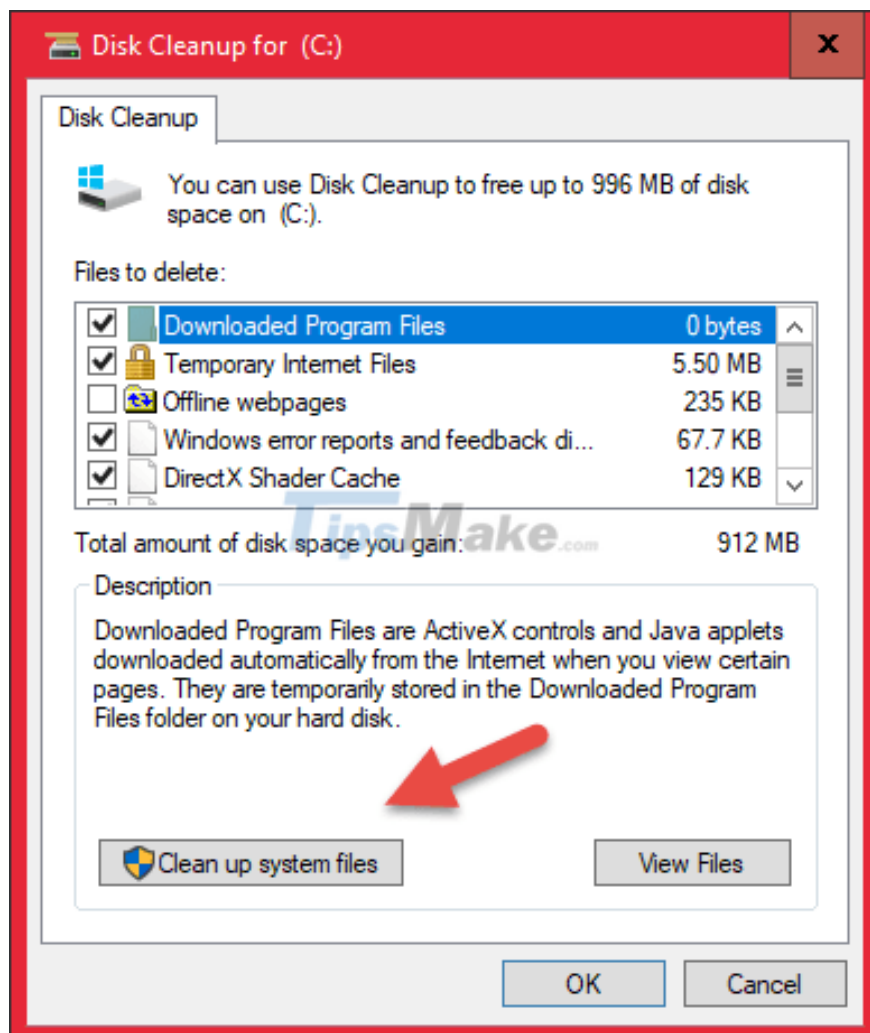 Disk Cleanup for (C:)
x
Disk Cleanup
You can use Disk Cleanup to free up to 996 MB of disk
space on (C:).
Files to delete:
Downloaded Program Files 0 bytes
Temporary Internet Files 5.50 MB
Offline webpages 235 KB
Windows error reports and feedback di... 67.7 KB
DirectX Shader Cache 129 KB
TipsMake.com
Total amount of disk space you gain: 912 MB
Description
Downloaded Program Files are ActiveX controls and Java applets
downloaded automatically from the Internet when you view certain
pages. They are temporarily stored in the Downloaded Program
Files folder on your hard disk.
Clean up system files View Files
OK Cancel